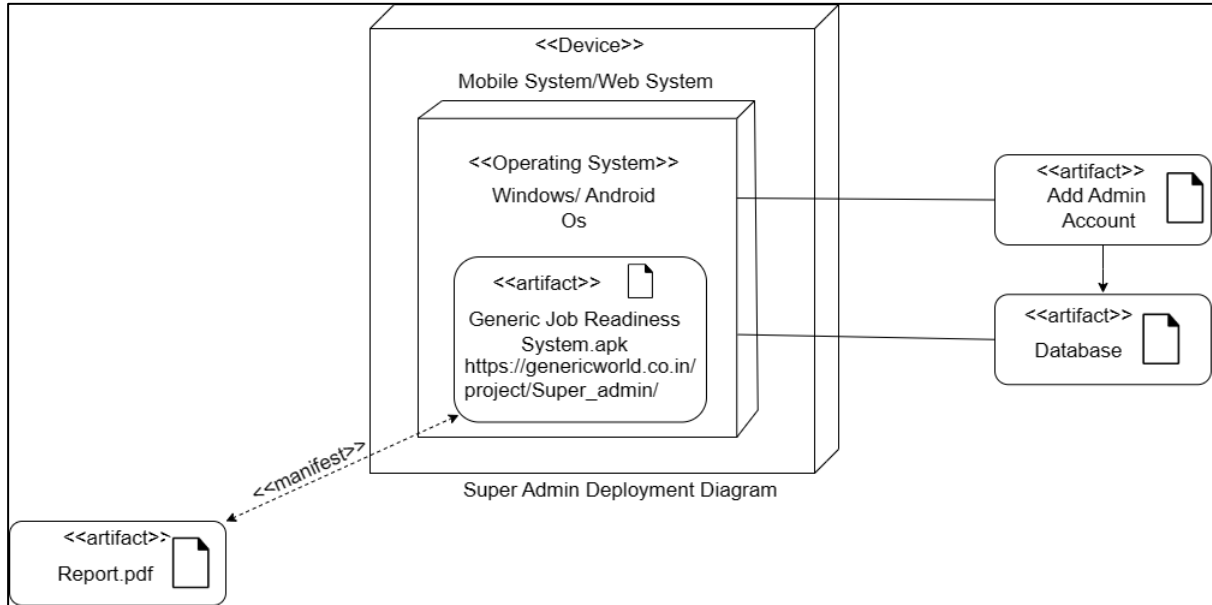 <<Device>>
Mobile System/Web System
<<Operating System>>
Windows/ Android
Os
<<artifact>>
Generic Job Readiness
System.apk
https://genericworld.co.in/
project/Super_admin/
<<artifact>>
Add Admin
Account
<<artifact>>
Database
<<manifest>>
Super Admin Deployment Diagram
<<artifact>>
Report.pdf